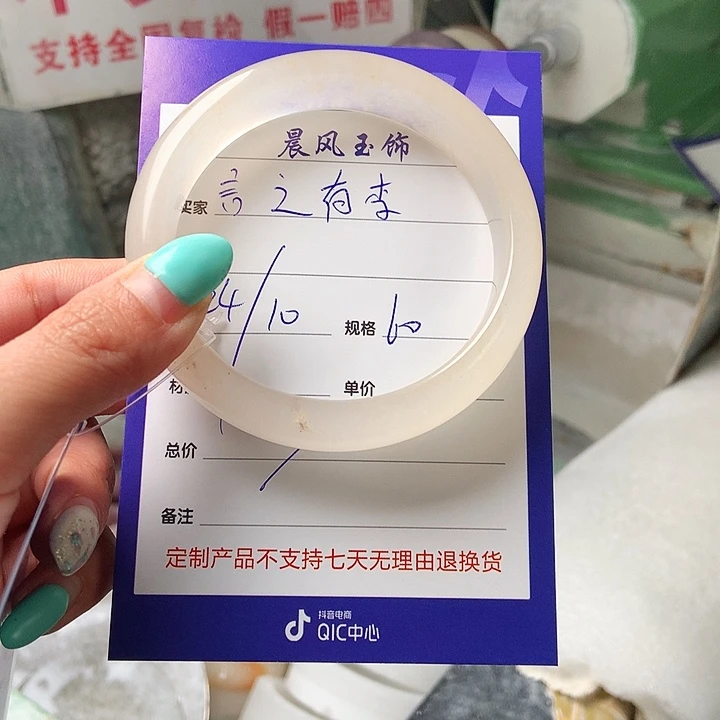 支持全国复检 假一赔四
晨风玉饰
买家 言之有李
24/10 规格 60
单价
总价
备注
定制产品不支持七天无理由退换货
抖音电商
QIC中心